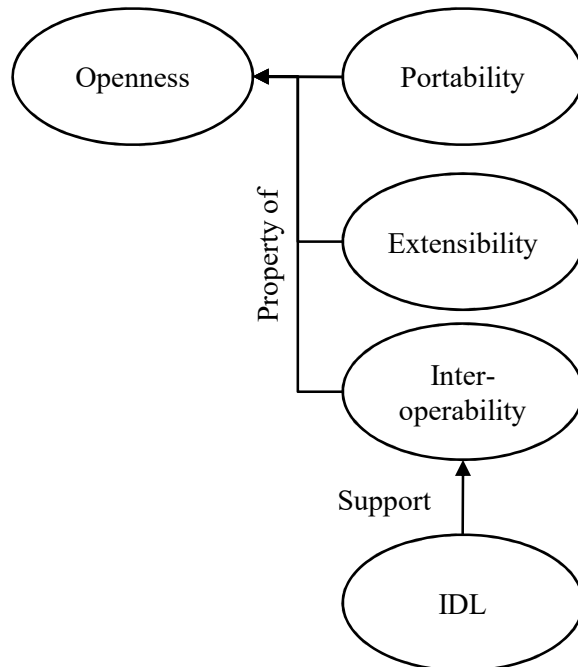 Openness
Portability
Property of
Extensibility
Inter-
operability
Support
IDL